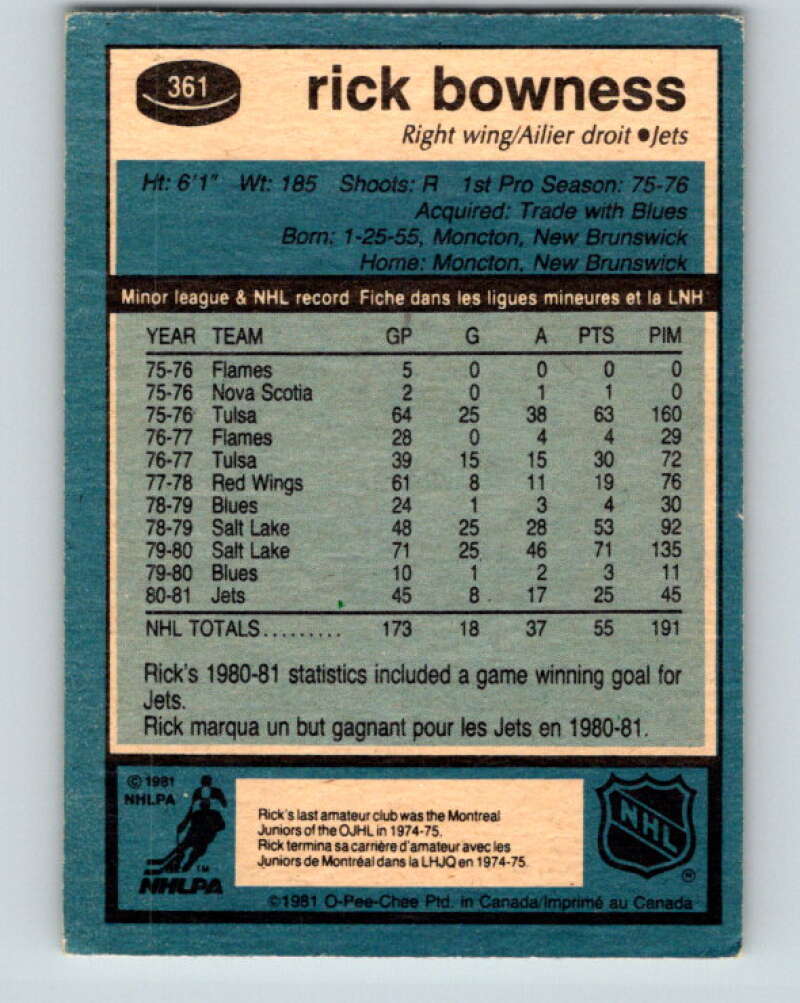 361
rick bowness
Right wing/Ailier droit ●Jets
Ht: 6'1" Wt: 185 Shoots: R 1st Pro Season: 75-76
Acquired: Trade with Blues
Born: 1-25-55, Moncton, New Brunswick
Home: Moncton, New Brunswick
Minor league & NHL record Fiche dans les ligues mineures et la LNH
YEAR TEAM GP G A PTS PIM
75-76 Flames 5 0 0 0 0
75-76 Nova Scotia 2 0 1 1 0
75-76 Tulsa 64 25 38 63 160
76-77 Flames 28 0 4 4 29
76-77 Tulsa 39 15 15 30 72
77-78 Red Wings 61 8 11 19 76
78-79 Blues 24 1 3 4 30
78-79 Salt Lake 48 25 28 53 92
79-80 Salt Lake 71 25 46 71 135
79-80 Blues 10 1 2 3 11
80-81 Jets 45 8 17 25 45
NHL TOTALS......... 173 18 37 55 191
Rick's 1980-81 statistics included a game winning goal for
Jets.
Rick marqua un but gagnant pour les Jets en 1980-81.
©1981
NHLPA
TM
NHLPA
Rick's last amateur club was the Montreal
Juniors of the OJHL in 1974-75.
Rick termina sa carrière d'amateur avec les
Juniors de Montréal dans la LHJQ en 1974-75.
NHL
®
©1981 O-Pee-Chee Ptd. in Canada/Imprimé au Canada